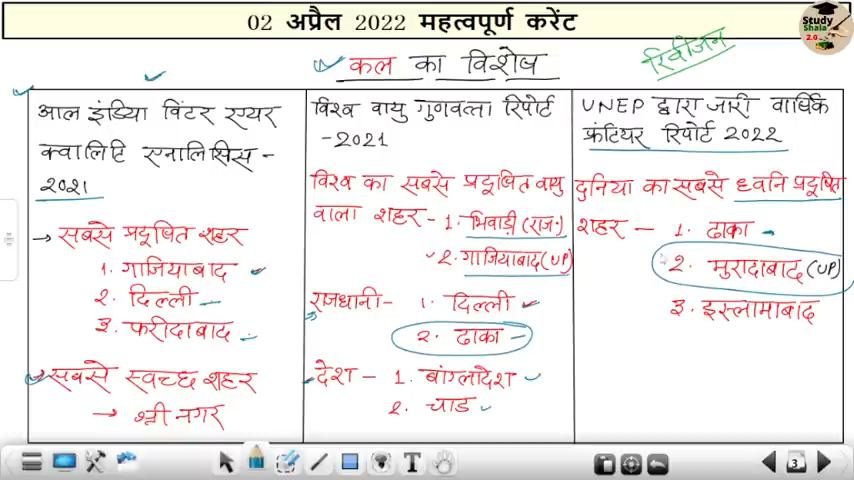 02 अप्रैल 2022 महत्वपूर्ण करेंट
Study
Shala
2.0
कल का विशेष
रिवीजन
आल इंडिया विंटर एयर
क्वालिटि एनालिसिस -
2021
→ सबसे प्रदूषित शहर
1. गाजियाबाद
2. दिल्ली
3. फरीदाबाद
→ सबसे स्वच्छ शहर
→ श्रीनगर
विश्व वायु गुणवत्ता रिपोर्ट
-2021
विश्व का सबसे प्रदूषित वायु
वाला शहर - 1. भिवाड़ी (राज.)
2. गाजियाबाद (UP)
राजधानी - 1. दिल्ली
2. ढाका
देश - 1. बांग्लादेश
2. चाड
UNEP द्वारा जारी वार्षिक
फ्रंटियर रिपोर्ट 2022
दुनिया का सबसे ध्वनि प्रदूषित
शहर - 1. ढाका
2. मुरादाबाद (UP)
3. इस्लामाबाद
3